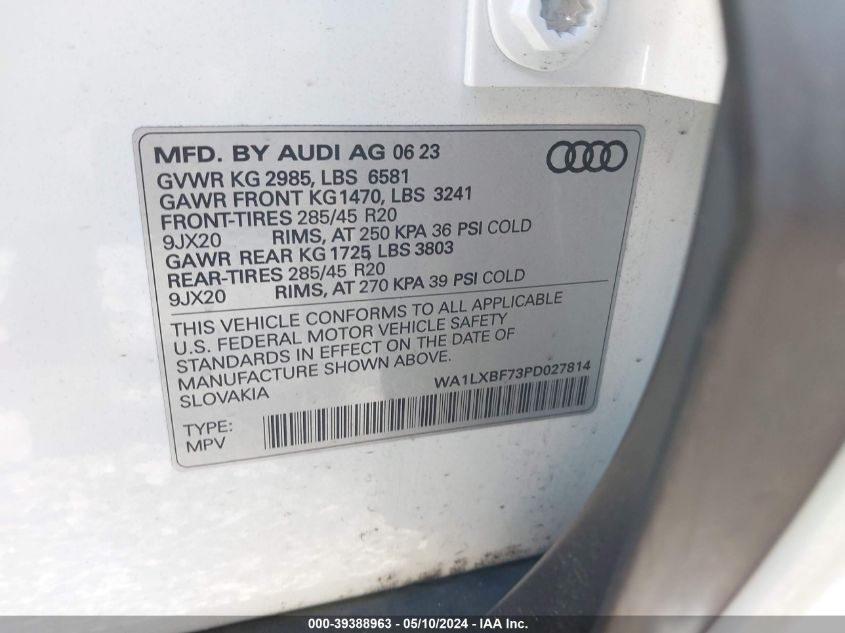 MFD. BY AUDI AG 06 23
GVWR KG 2985, LBS 6581
GAWR FRONT KG1470, LBS 3241
FRONT-TIRES 285/45 R20
9JX20 RIMS, AT 250 KPA 36 PSI COLD
GAWR REAR KG 1725, LBS 3803
REAR-TIRES 285/45 R20
9JX20 RIMS, AT 270 KPA 39 PSI COLD
THIS VEHICLE CONFORMS TO ALL APPLICABLE
U.S. FEDERAL MOTOR VEHICLE SAFETY
STANDARDS IN EFFECT ON THE DATE OF
MANUFACTURE SHOWN ABOVE.
SLOVAKIA WA1LXBF73PD027814
TYPE:
MPV
000-39388963 - 05/10/2024 - IAA Inc.